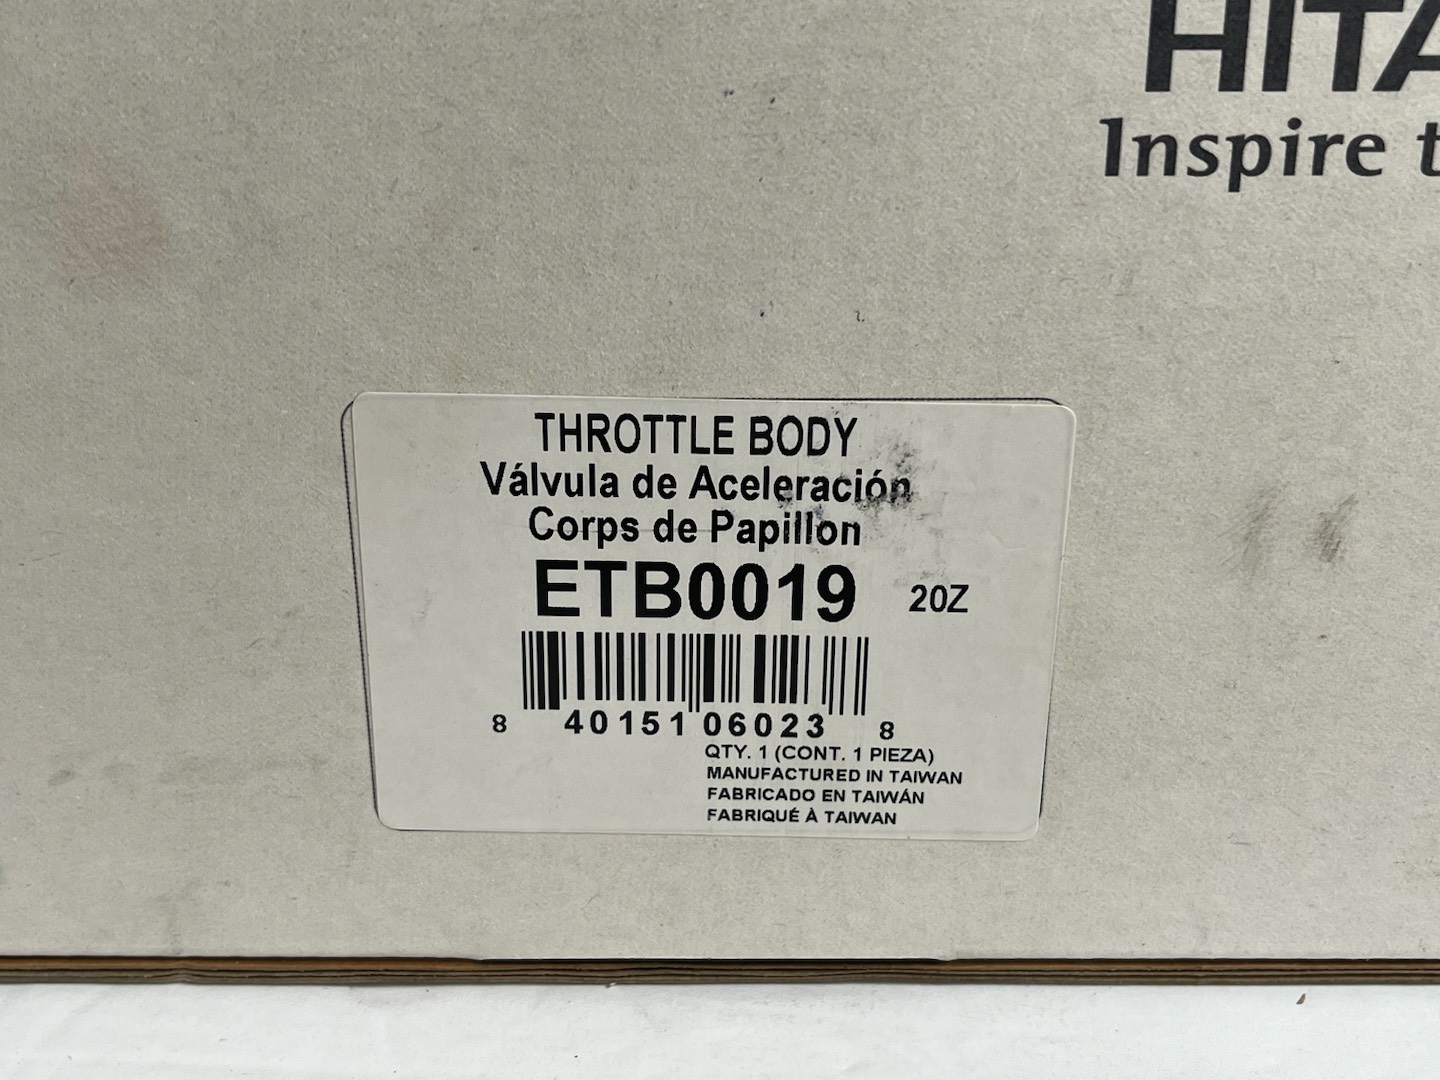 HITA
Inspire t
THROTTLE BODY
Válvula de Aceleración
Corps de Papillon
ETB0019 20Z
8 40151 06023 8
QTY. 1 (CONT. 1 PIEZA)
MANUFACTURED IN TAIWAN
FABRICADO EN TAIWÁN
FABRIQUÉ À TAIWAN